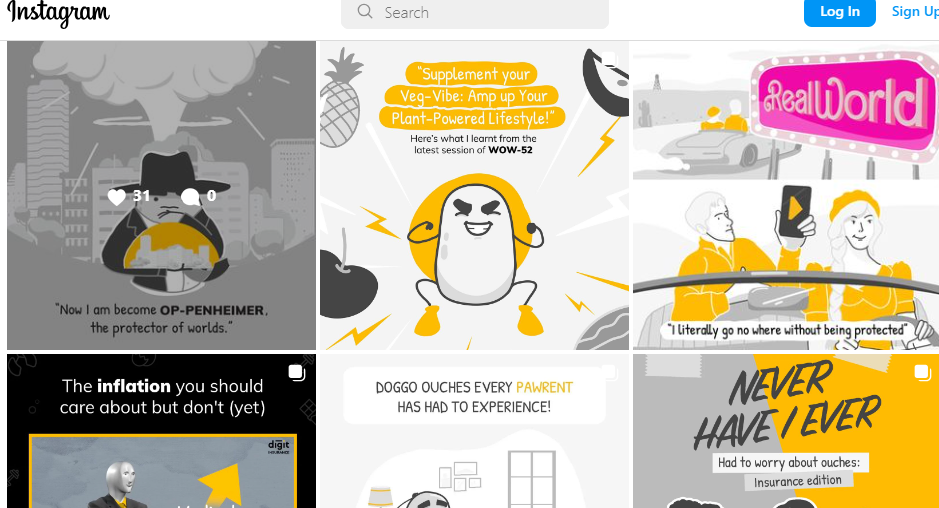 Instagram
Search
Log In
Sign Up
31
0
"Now I am become OP-PENHEIMER,
the protector of worlds."
"Supplement your
Veg-Vibe: Amp up Your
Plant-Powered Lifestyle!"
Here's what I learnt from the
latest session of WOW-52
RealWorld
"I literally go no where without being protected"
The inflation you should
care about but don't (yet)
digit
INSURANCE
DOGGO OUCHES EVERY PAWRENT
HAS HAD TO EXPERIENCE!
NEVER
HAVE I EVER
Had to worry about ouches:
Insurance edition